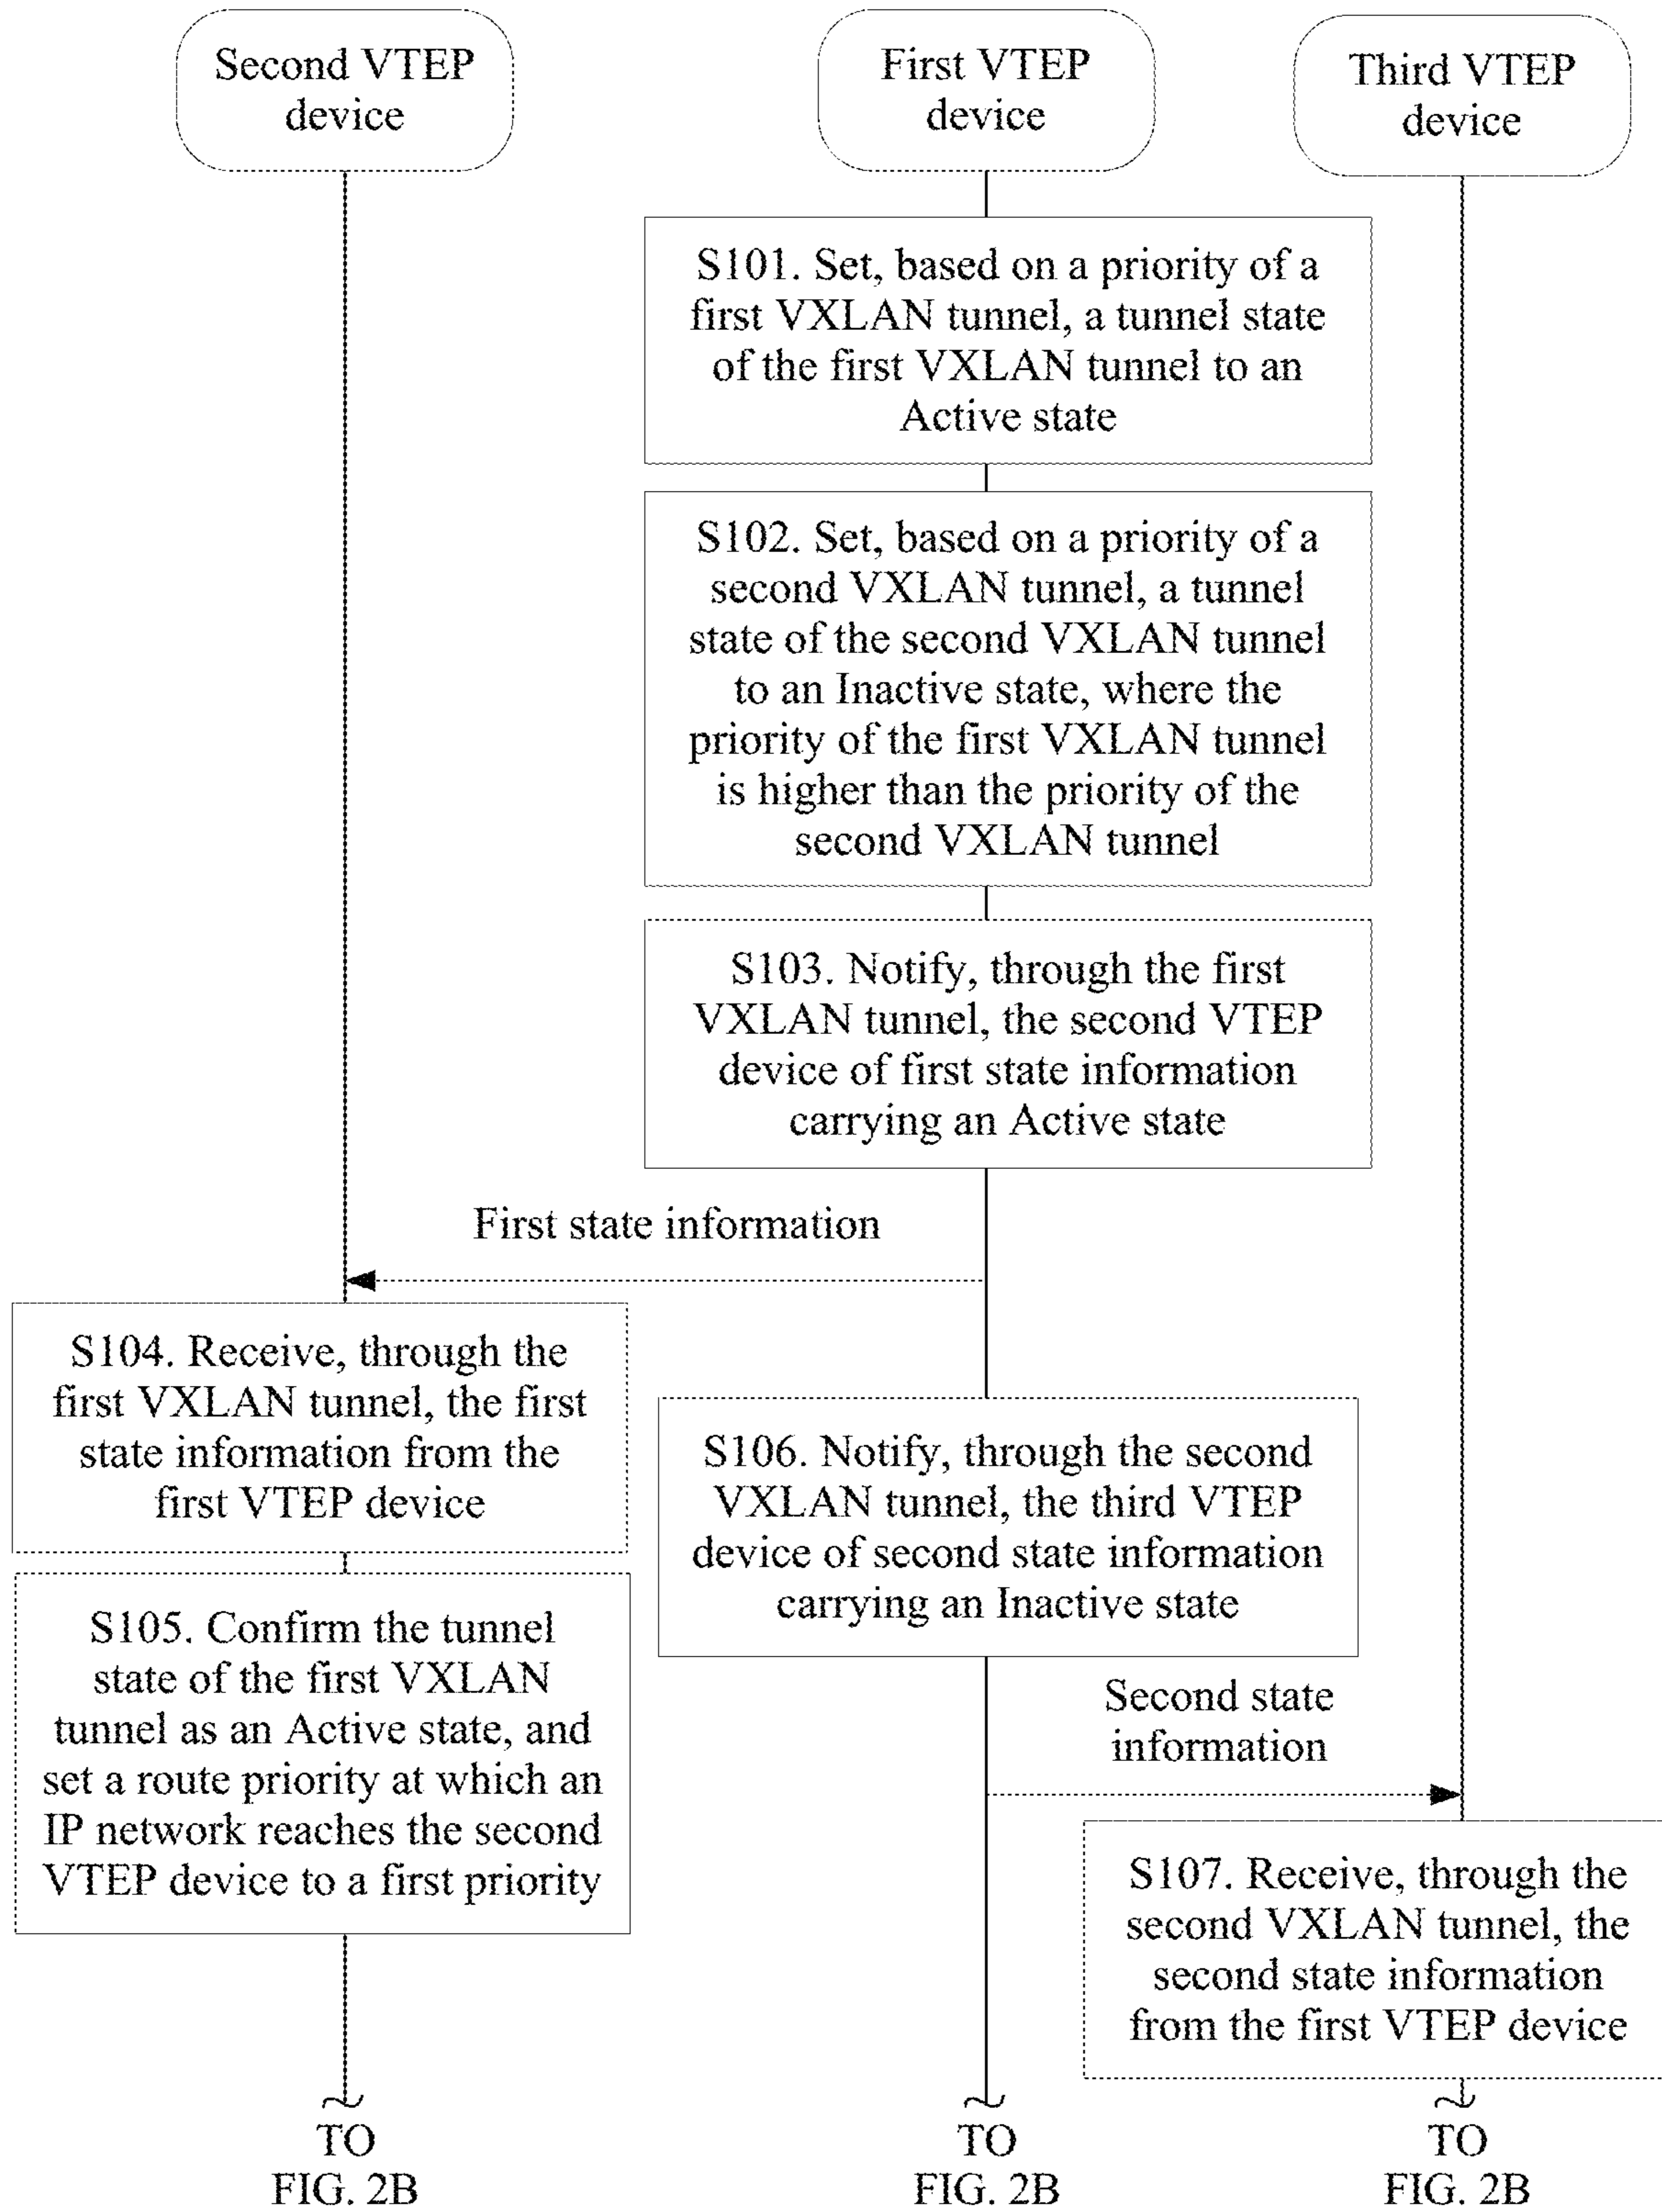 Second VTEP
device
First VTEP
device
Third VTEP
device
S101. Set, based on a priority of a
first VXLAN tunnel, a tunnel state
of the first VXLAN tunnel to an
Active state
S102. Set, based on a priority of a
second VXLAN tunnel, a tunnel
state of the second VXLAN tunnel
to an Inactive state, where the
priority of the first VXLAN tunnel
is higher than the priority of the
second VXLAN tunnel
S103. Notify, through the first
VXLAN tunnel, the second VTEP
device of first state information
carrying an Active state
First state information
S104. Receive, through the
first VXLAN tunnel, the first
state information from the
first VTEP device
S105. Confirm the tunnel
state of the first VXLAN
tunnel as an Active state, and
set a route priority at which an
IP network reaches the second
VTEP device to a first priority
S106. Notify, through the second
VXLAN tunnel, the third VTEP
device of second state information
carrying an Inactive state
Second state
information
S107. Receive, through the
second VXLAN tunnel, the
second state information
from the first VTEP device
TO
FIG. 2B
TO
FIG. 2B
TO
FIG. 2B